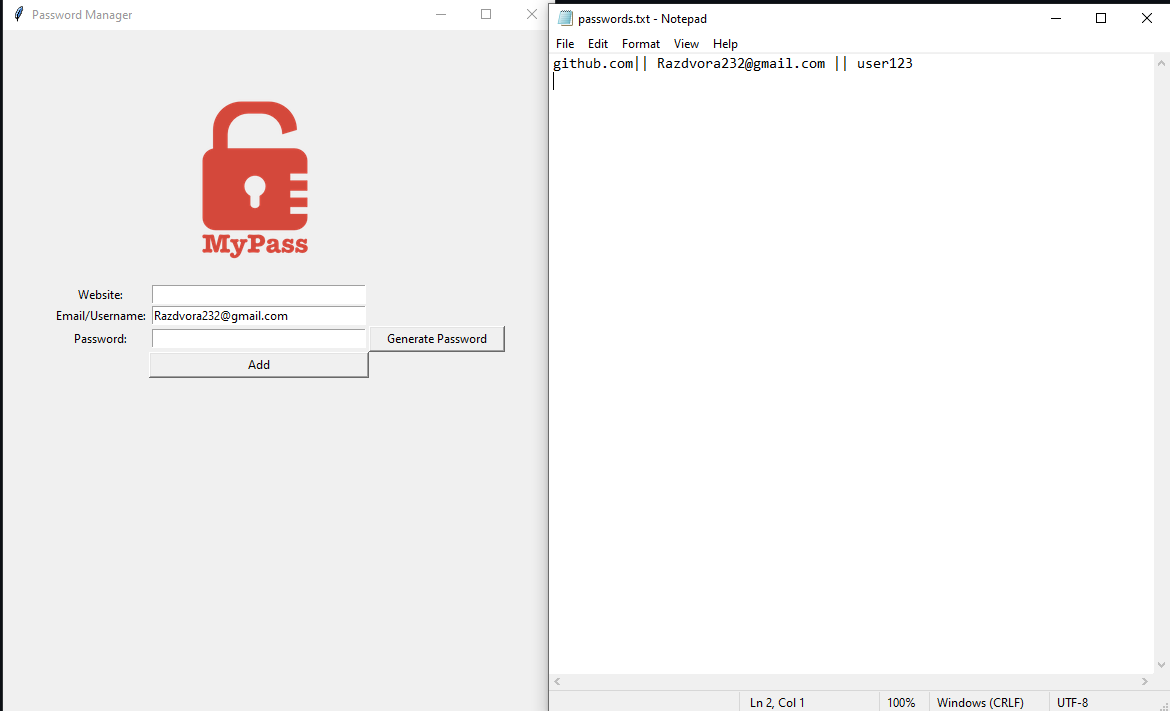 Password Manager
MyPass
Website:
Email/Username: Razdvora232@gmail.com
Password: Generate Password
Add
passwords.txt - Notepad
File Edit Format View Help
github.com|| Razdvora232@gmail.com || user123
Ln 2, Col 1 100% Windows (CRLF) UTF-8